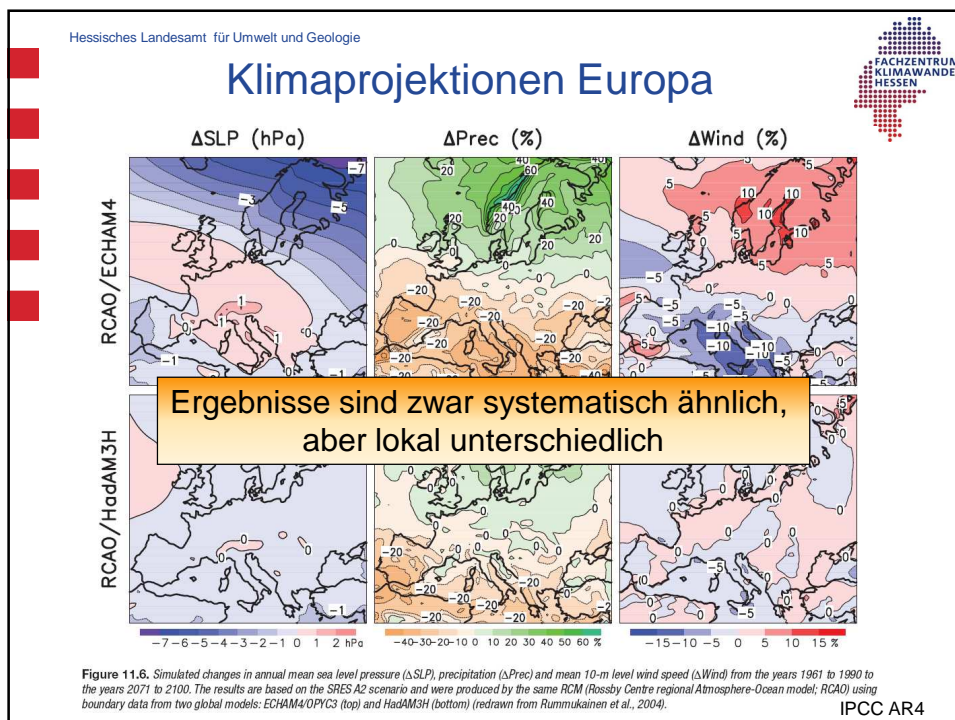 Hessisches Landesamt für Umwelt und Geologie
FACHZENTRUM
KLIMAWANDEL
HESSEN
Klimaprojektionen Europa
ΔSLP (hPa) ΔPrec (%) ΔWind (%)
RCAO/ECHAM4
Ergebnisse sind zwar systematisch ähnlich,
aber lokal unterschiedlich
RCAO/HadAM3H
-7 -6 -5 -4 -3 -2 -1 0 1 2 hPa
-40 -30 -20 -10 0 10 20 30 40 50 60 %
-15 -10 -5 0 5 10 15 %
Figure 11.6. Simulated changes in annual mean sea level pressure (ΔSLP), precipitation (ΔPrec) and mean 10-m level wind speed (ΔWind) from the years 1961 to 1990 to
the years 2071 to 2100. The results are based on the SRES A2 scenario and were produced by the same RCM (Rossby Centre regional Atmosphere-Ocean model; RCAO) using
boundary data from two global models: ECHAM4/OPYC3 (top) and HadAM3H (bottom) (redrawn from Rummukainen et al., 2004).
IPCC AR4